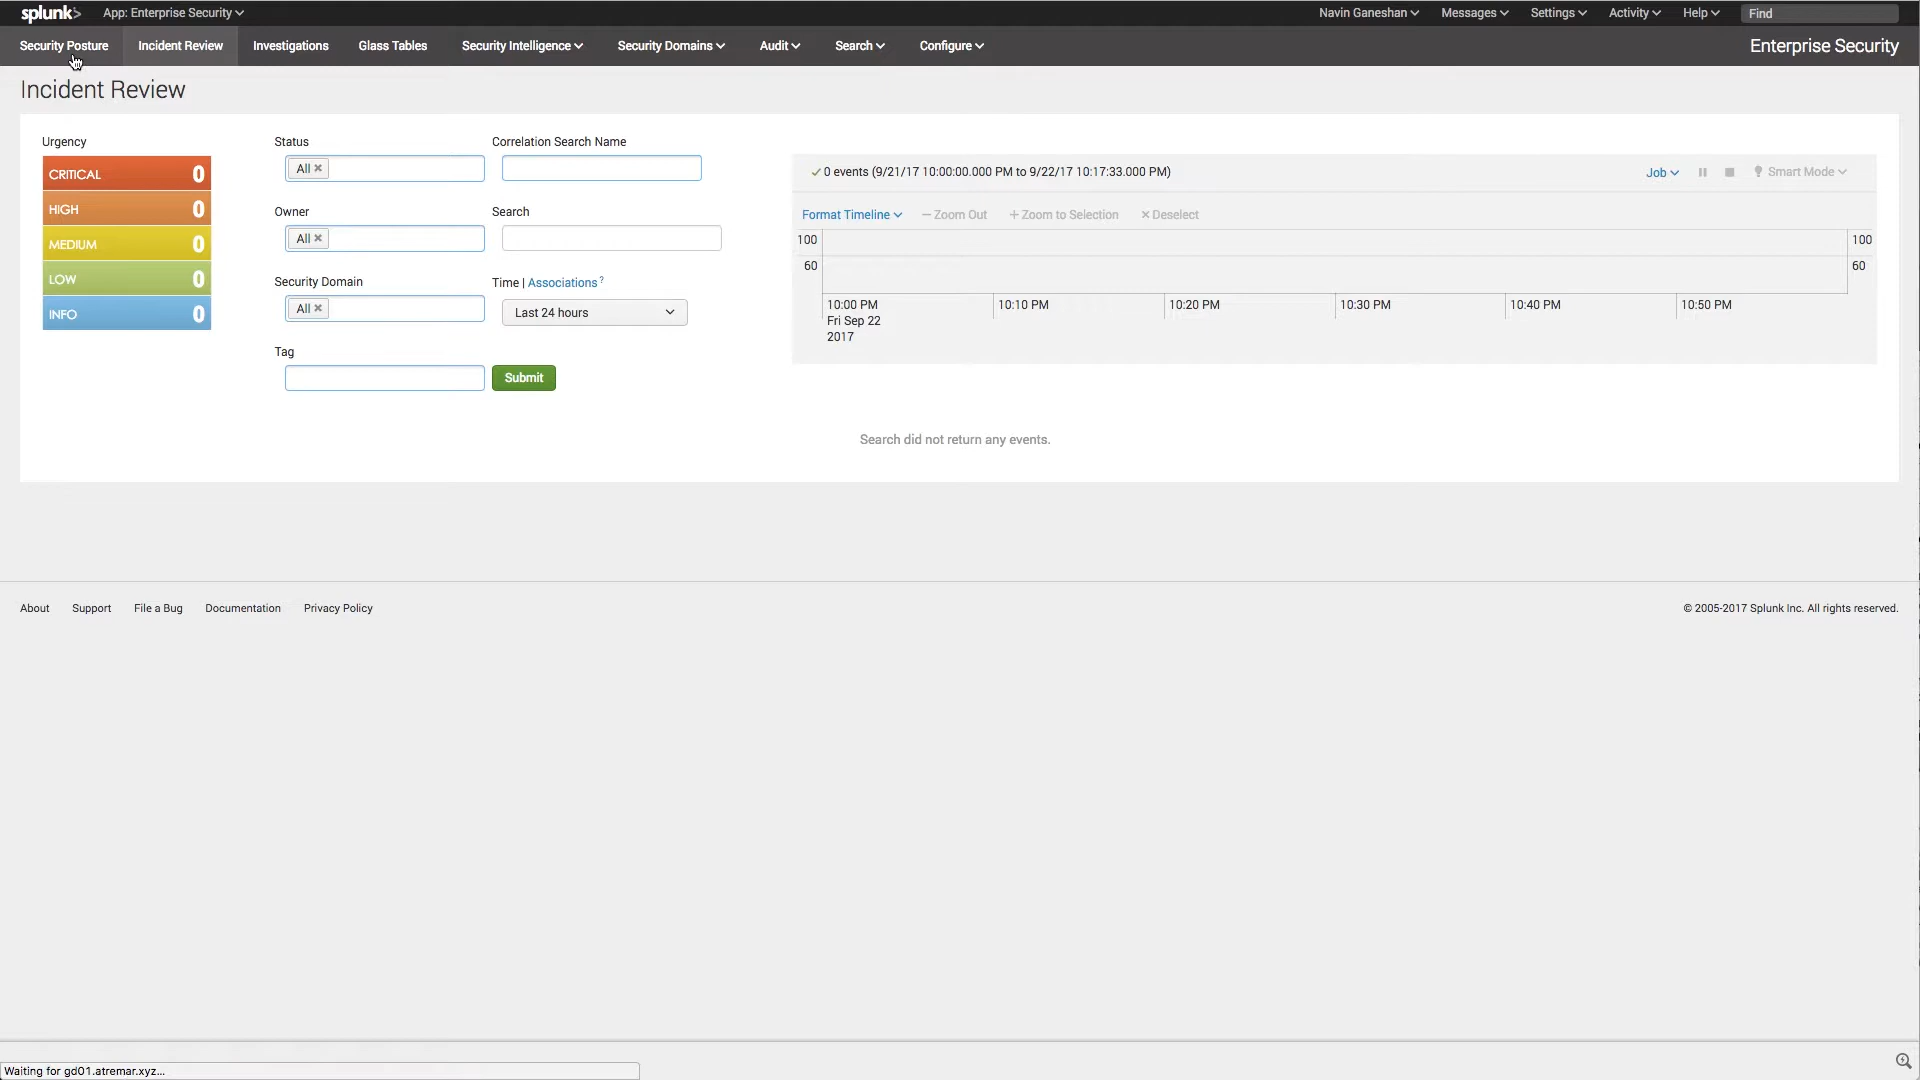 splunk> App: Enterprise Security Navin Ganeshan Messages Settings Activity Help Find
Security Posture Incident Review Investigations Glass Tables Security Intelligence Security Domains Audit Search Configure Enterprise Security
Incident Review
Urgency
CRITICAL 0
HIGH 0
MEDIUM 0
LOW 0
INFO 0
Status
All ×
Owner
All ×
Security Domain
All ×
Tag
Correlation Search Name
Search
Time | Associations ?
Last 24 hours
Submit
✓ 0 events (9/21/17 10:00:00.000 PM to 9/22/17 10:17:33.000 PM) Job Smart Mode
Format Timeline − Zoom Out + Zoom to Selection × Deselect
100 100
60 60
10:00 PM 10:10 PM 10:20 PM 10:30 PM 10:40 PM 10:50 PM
Fri Sep 22
2017
Search did not return any events.
About Support File a Bug Documentation Privacy Policy © 2005-2017 Splunk Inc. All rights reserved.
Waiting for gd01.atremar.xyz...